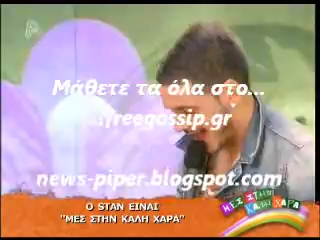 Μάθετε τα όλα στο...
freegossip.gr
news-piper.blogspot.com
Ο STAN ΕΙΝΑΙ
"ΜΕΣ ΣΤΗΝ ΚΑΛΗ ΧΑΡΑ"
ΜΕΣ ΣΤΗΝ
ΚΑΛΗ ΧΑΡΑ